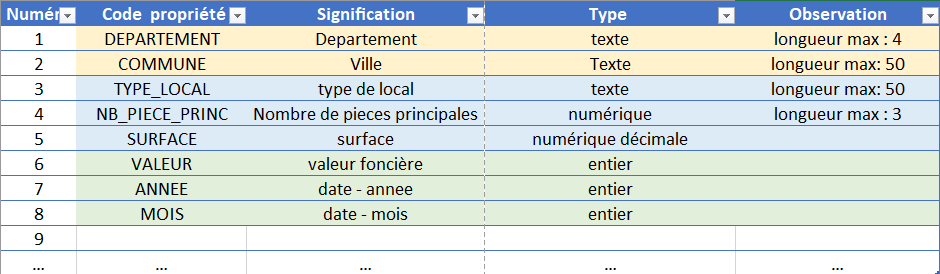 Numéro Code propriété Signification Type Observation
1 DEPARTEMENT Departement texte longueur max : 4
2 COMMUNE Ville Texte longueur max: 50
3 TYPE_LOCAL type de local texte longueur max: 50
4 NB_PIECE_PRINC Nombre de pieces principales numérique longueur max : 3
5 SURFACE surface numérique décimale
6 VALEUR valeur foncière entier
7 ANNEE date - annee entier
8 MOIS date - mois entier
9
... ... ... ... ...